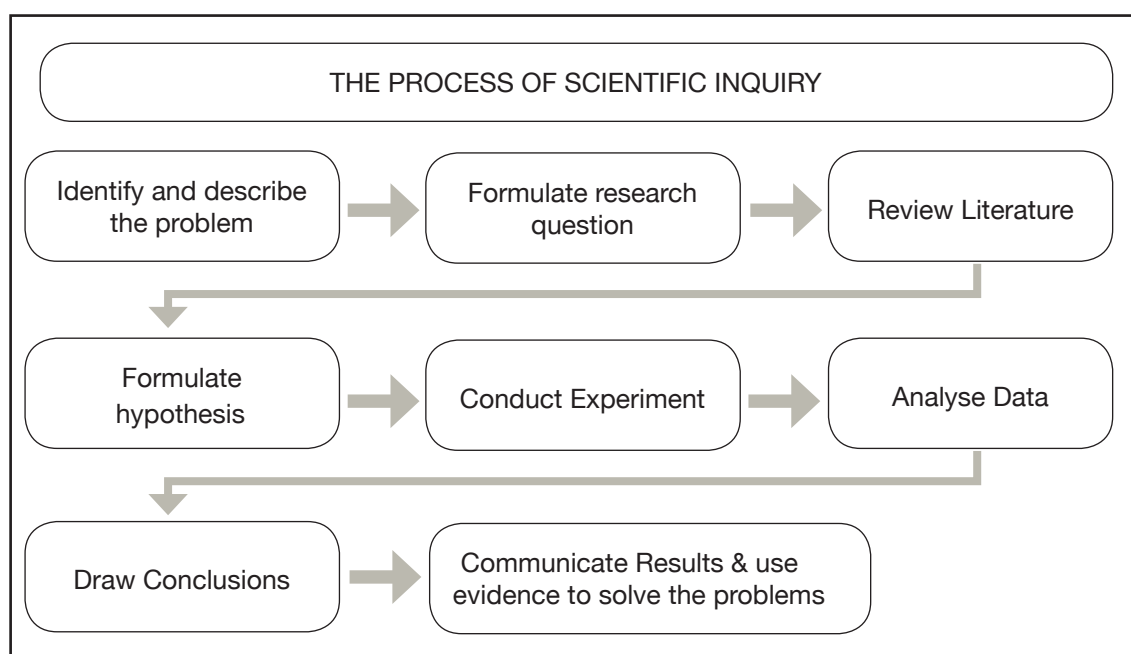 THE PROCESS OF SCIENTIFIC INQUIRY
Identify and describe
the problem
Formulate research
question
Review Literature
Formulate
hypothesis
Conduct Experiment
Analyse Data
Draw Conclusions
Communicate Results & use
evidence to solve the problems